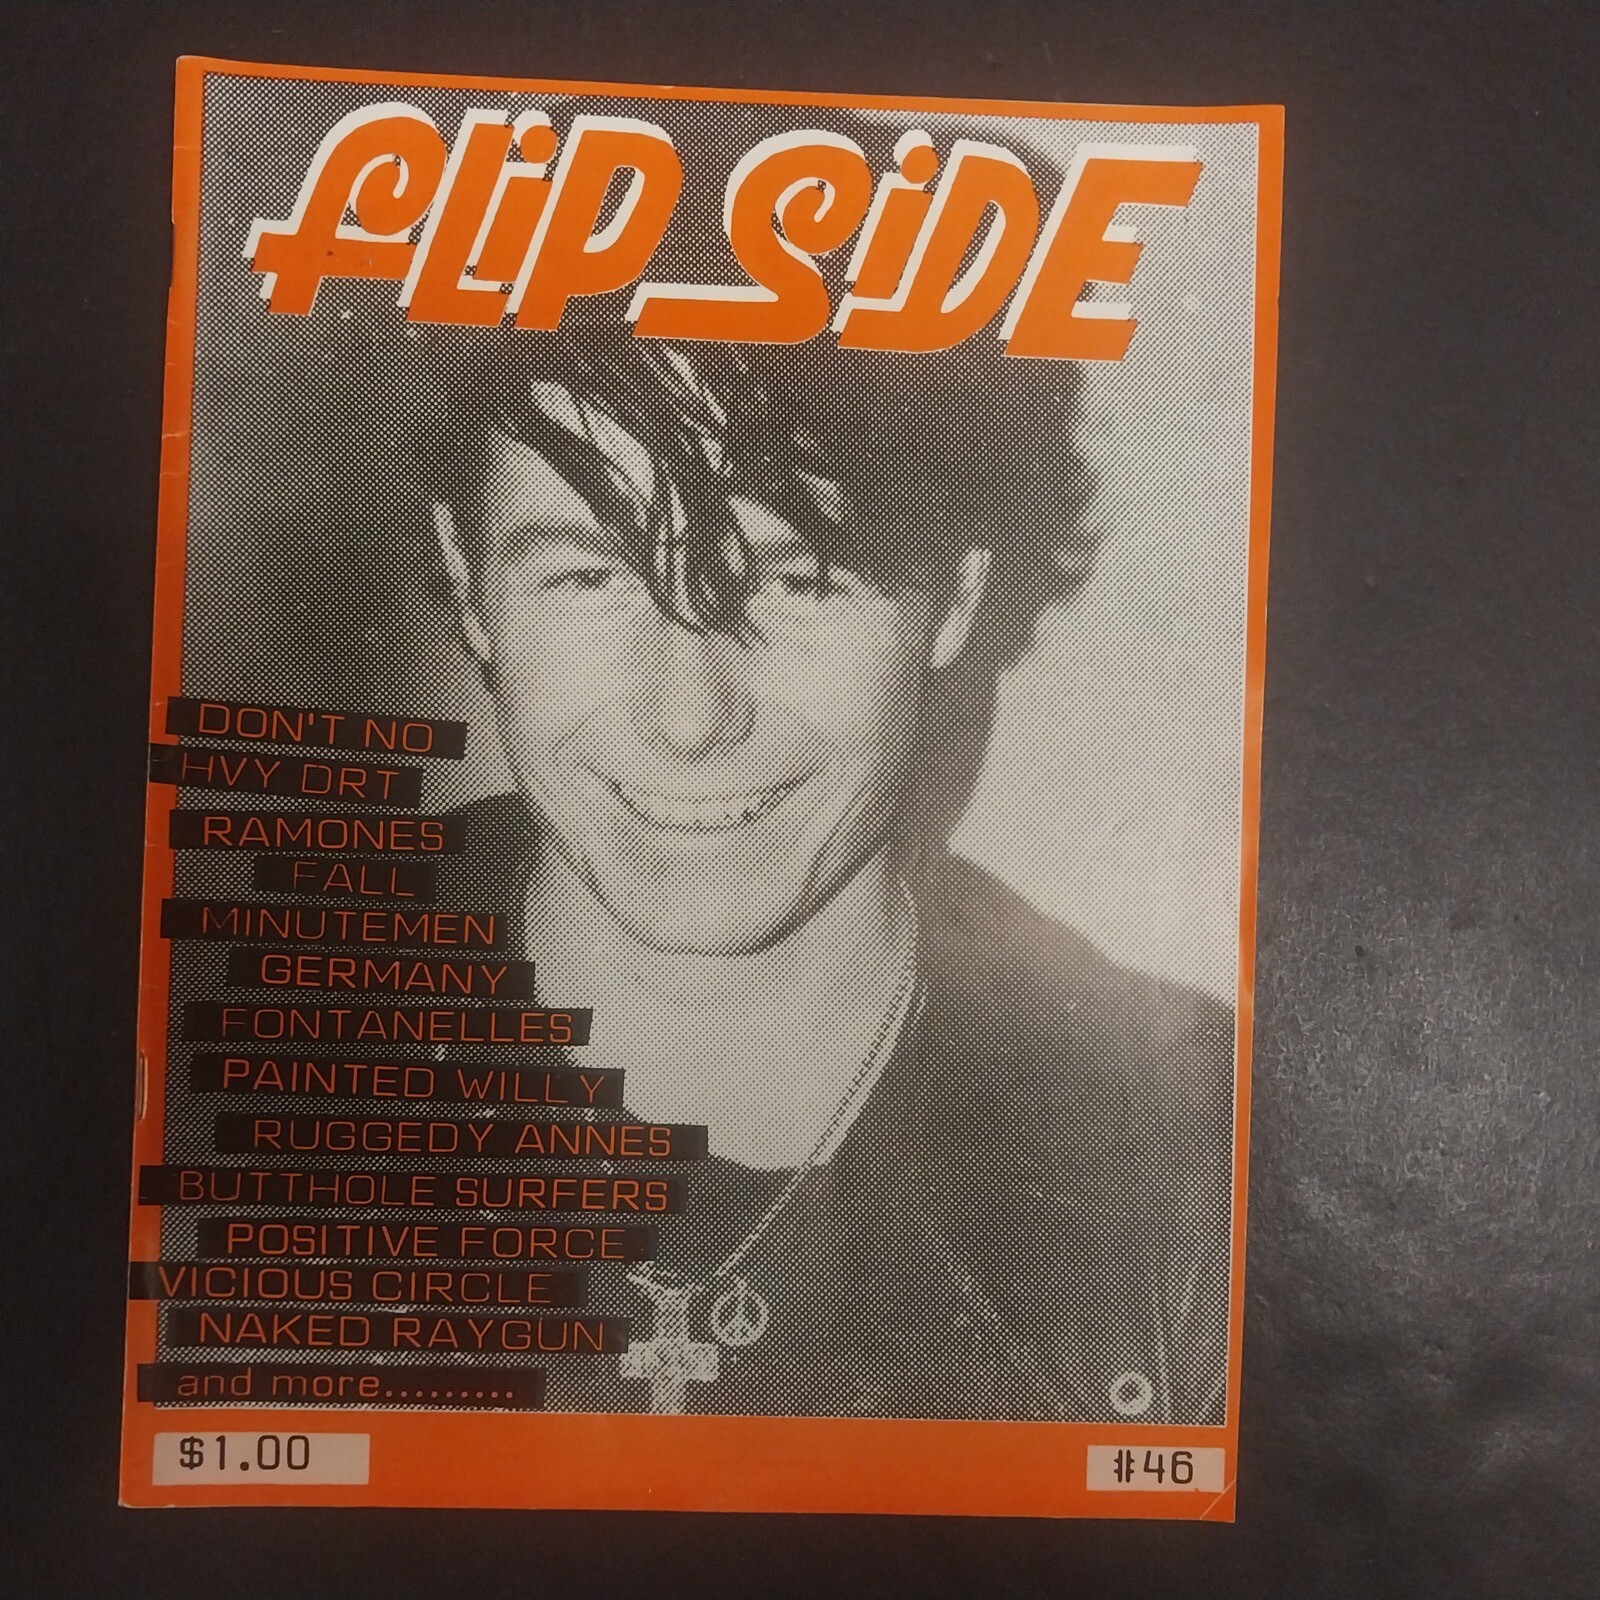 fLiP SiDE
DON'T NO
HVY DRT
RAMONES
FALL
MINUTEMEN
GERMANY
FONTANELLES
PAINTED WILLY
RUGGEDY ANNES
BUTTHOLE SURFERS
POSITIVE FORCE
VICIOUS CIRCLE
NAKED RAYGUN
and more.........
$1.00
#46